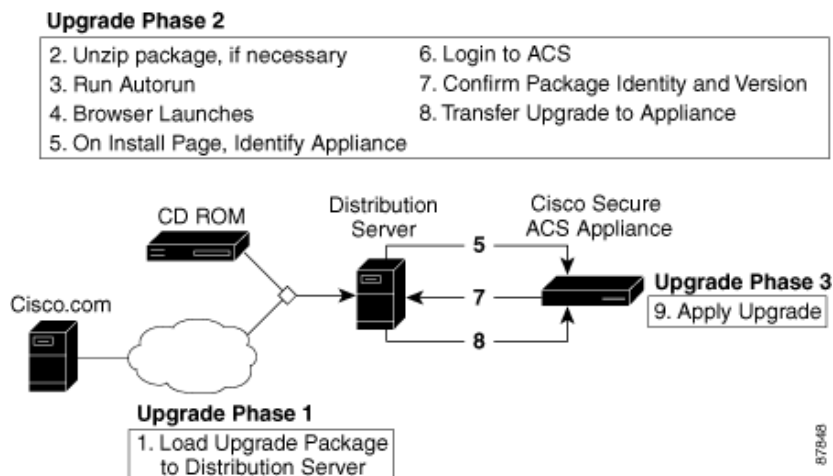 Upgrade Phase 2
2. Unzip package, if necessary
3. Run Autorun
4. Browser Launches
5. On Install Page, Identify Appliance
6. Login to ACS
7. Confirm Package Identity and Version
8. Transfer Upgrade to Appliance
CD ROM
Distribution
Server
Cisco Secure
ACS Appliance
5
7
8
Upgrade Phase 3
9. Apply Upgrade
Cisco.com
Upgrade Phase 1
1. Load Upgrade Package
to Distribution Server
87848